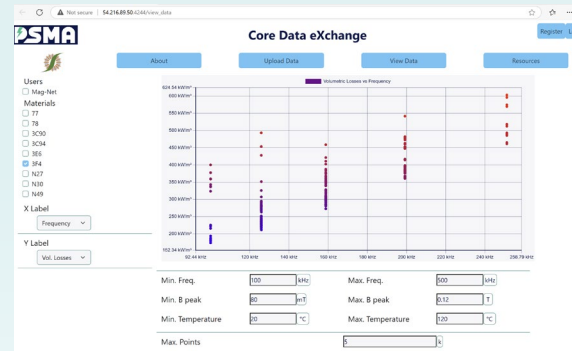 Not secure | 54.216.89.50:4244/view_data
PSMA
Core Data eXchange
Register
About
Upload Data
View Data
Resources
Users
Mag-Net
Materials
77
78
3C90
3C94
3E6
3F4
N27
N30
N49
X Label
Frequency
Y Label
Vol. Losses
Volumetric Losses vs Frequency
624.54 kW/m³
600 kW/m³
550 kW/m³
500 kW/m³
450 kW/m³
400 kW/m³
350 kW/m³
300 kW/m³
250 kW/m³
200 kW/m³
152.34 kW/m³
92.44 kHz 120 kHz 140 kHz 160 kHz 180 kHz 200 kHz 220 kHz 240 kHz 256.79 kHz
Min. Freq. 100 kHz Max. Freq. 500 kHz
Min. B peak 80 mT Max. B peak 0.12 T
Min. Temperature 20 °C Max. Temperature 120 °C
Max. Points 5 k